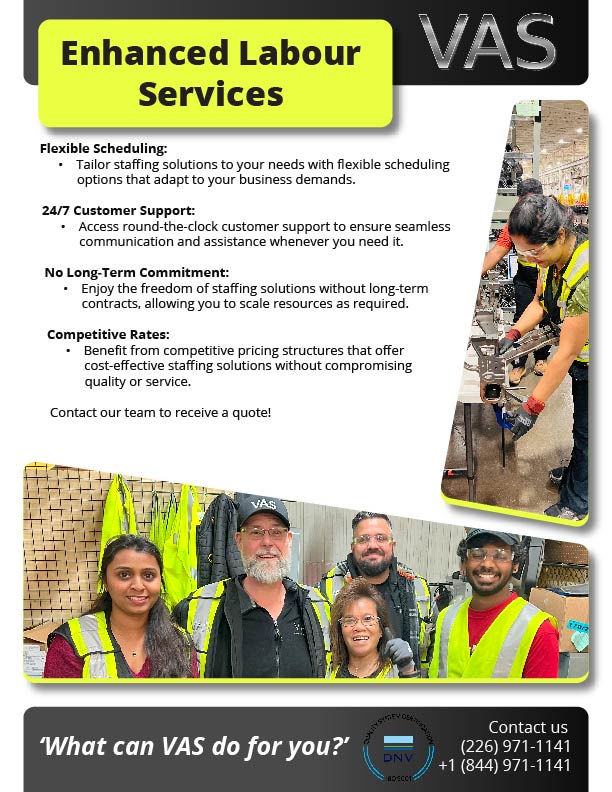 Enhanced Labour
Services
VAS
Flexible Scheduling:
• Tailor staffing solutions to your needs with flexible scheduling
options that adapt to your business demands.
24/7 Customer Support:
• Access round-the-clock customer support to ensure seamless
communication and assistance whenever you need it.
No Long-Term Commitment:
• Enjoy the freedom of staffing solutions without long-term
contracts, allowing you to scale resources as required.
Competitive Rates:
• Benefit from competitive pricing structures that offer
cost-effective staffing solutions without compromising
quality or service.
Contact our team to receive a quote!
VAS
‘What can VAS do for you?’
DNV
ISO 9001
Contact us
(226) 971-1141
+1 (844) 971-1141